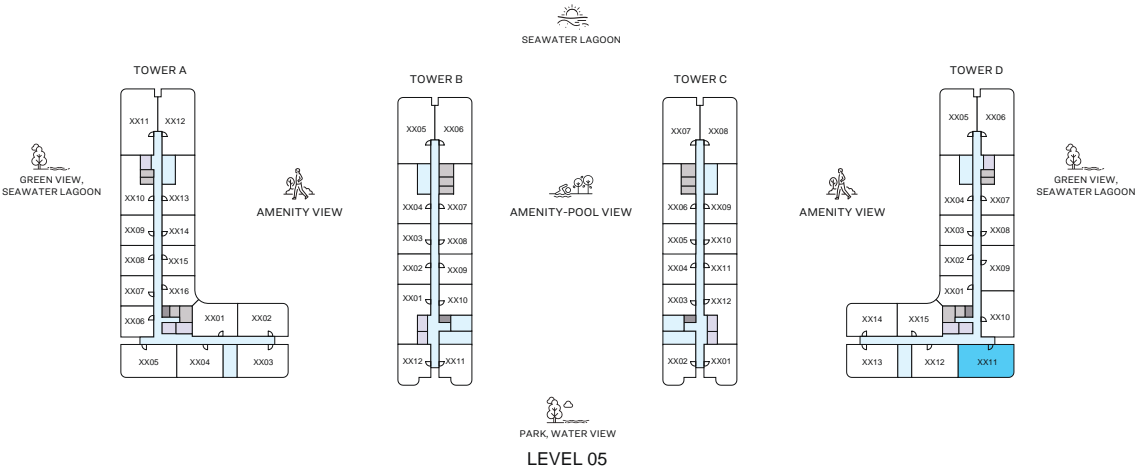 SEAWATER LAGOON
TOWER A
TOWER B
TOWER C
TOWER D
XX11 XX12
XX10 XX13
XX09 XX14
XX08 XX15
XX07 XX16
XX06 XX01 XX02
XX05 XX04 XX03
XX05 XX06
XX04 XX07
XX03 XX08
XX02 XX09
XX01 XX10
XX12 XX11
XX07 XX08
XX06 XX09
XX05 XX10
XX04 XX11
XX03 XX12
XX02 XX01
XX05 XX06
XX04 XX07
XX03 XX08
XX02 XX09
XX01
XX14 XX15 XX10
XX13 XX12 XX11
GREEN VIEW,
SEAWATER LAGOON
AMENITY VIEW
AMENITY-POOL VIEW
AMENITY VIEW
GREEN VIEW,
SEAWATER LAGOON
PARK, WATER VIEW
LEVEL 05